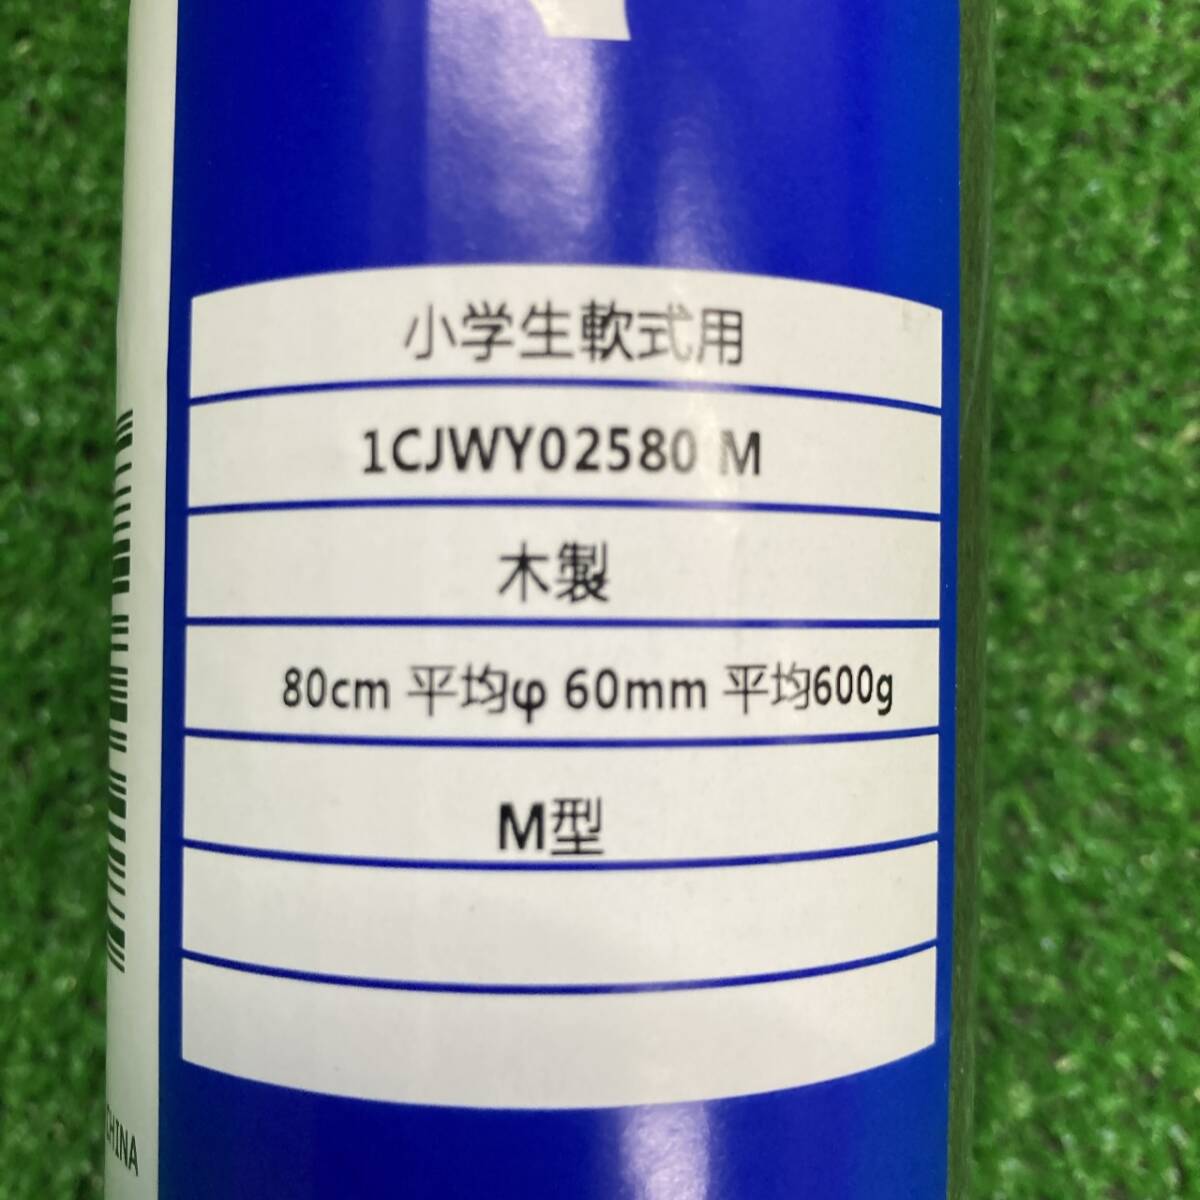 小学生軟式用
1CJWY02580 M
木製
80cm 平均φ 60mm 平均600g
M型
CHINA